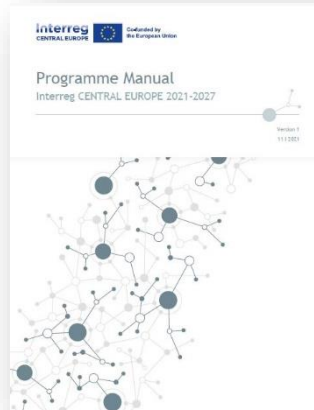 Interreg
CENTRAL EUROPE
Co-funded by
the European Union
Programme Manual
Interreg CENTRAL EUROPE 2021-2027
Version 1